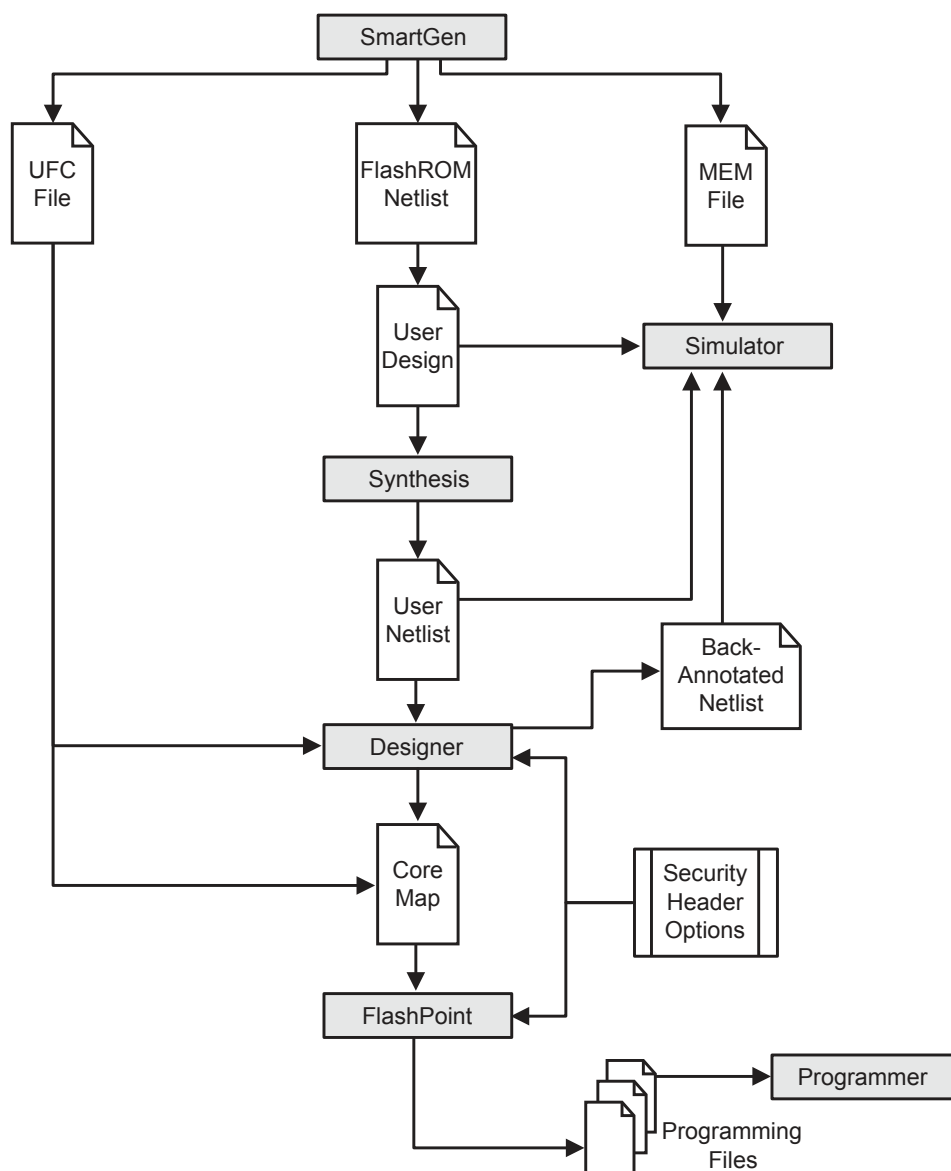 SmartGen
UFC
File
FlashROM
Netlist
MEM
File
User
Design
Simulator
Synthesis
User
Netlist
Back-
Annotated
Netlist
Designer
Core
Map
Security
Header
Options
FlashPoint
Programmer
Programming
Files